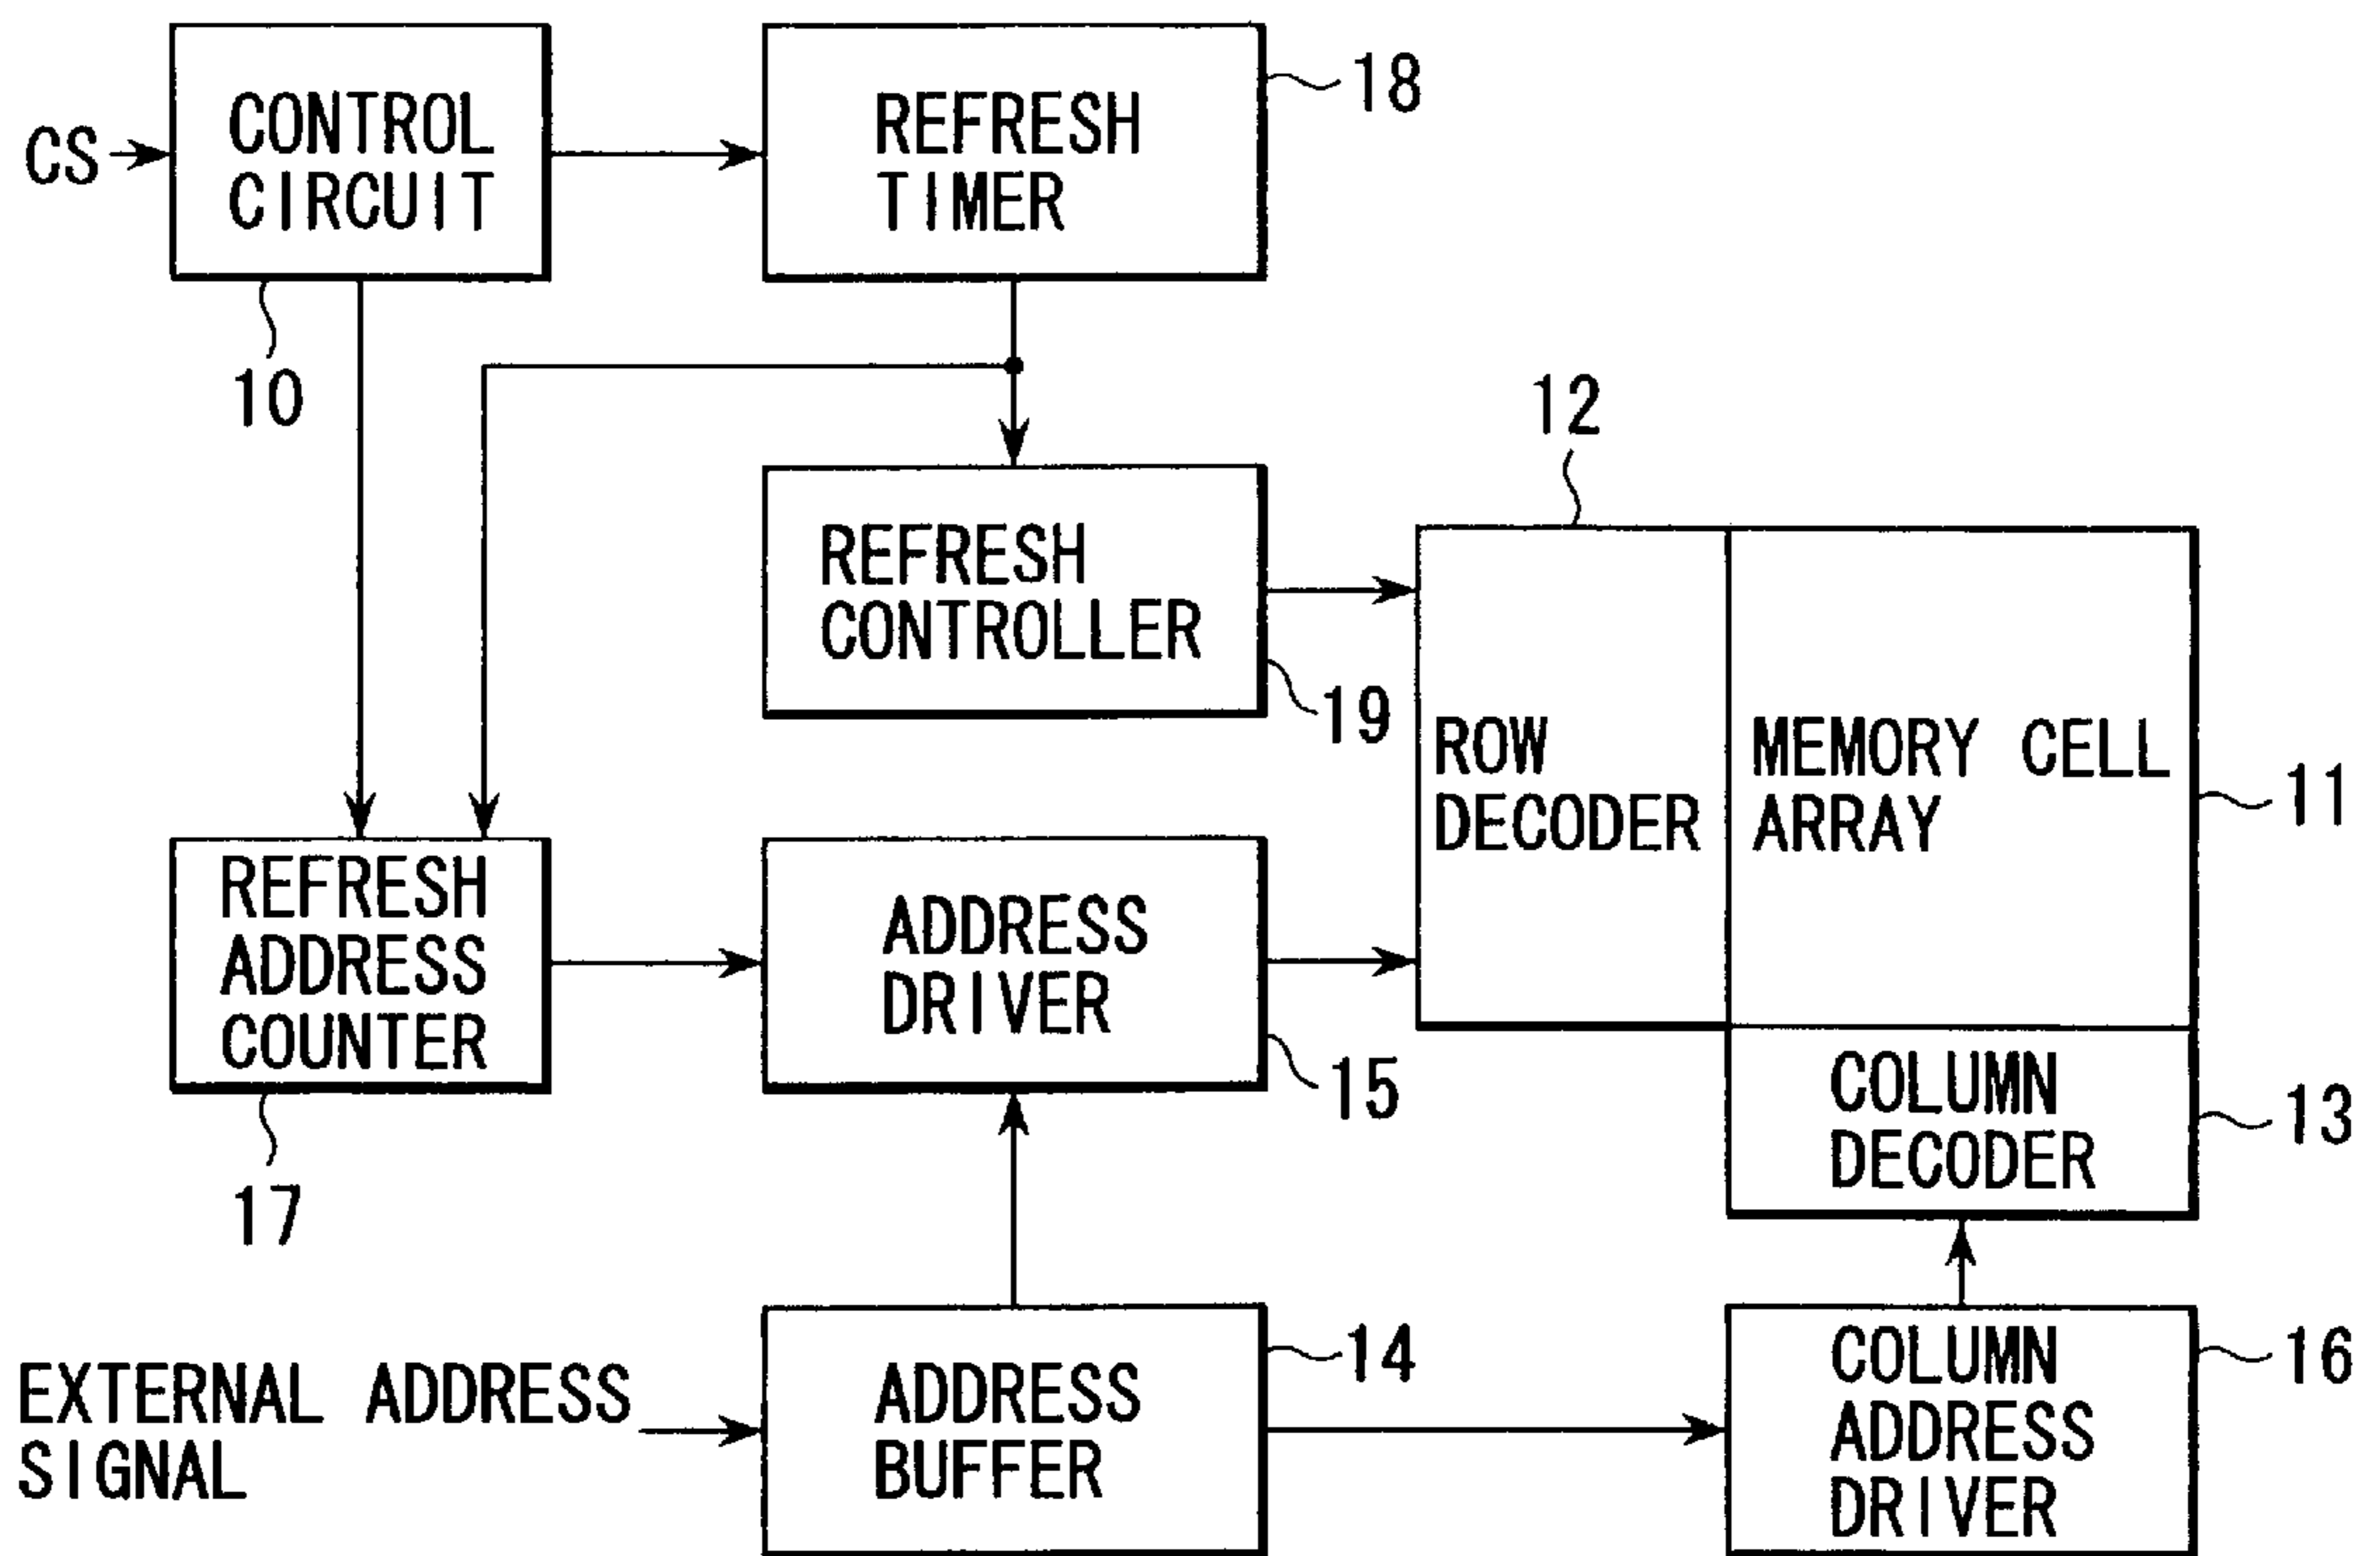 CS
CONTROL
CIRCUIT
10
REFRESH
TIMER
18
REFRESH
CONTROLLER
19
12
ROW
DECODER
MEMORY CELL
ARRAY
11
REFRESH
ADDRESS
COUNTER
17
ADDRESS
DRIVER
15
COLUMN
DECODER
13
EXTERNAL ADDRESS
SIGNAL
ADDRESS
BUFFER
14
COLUMN
ADDRESS
DRIVER
16